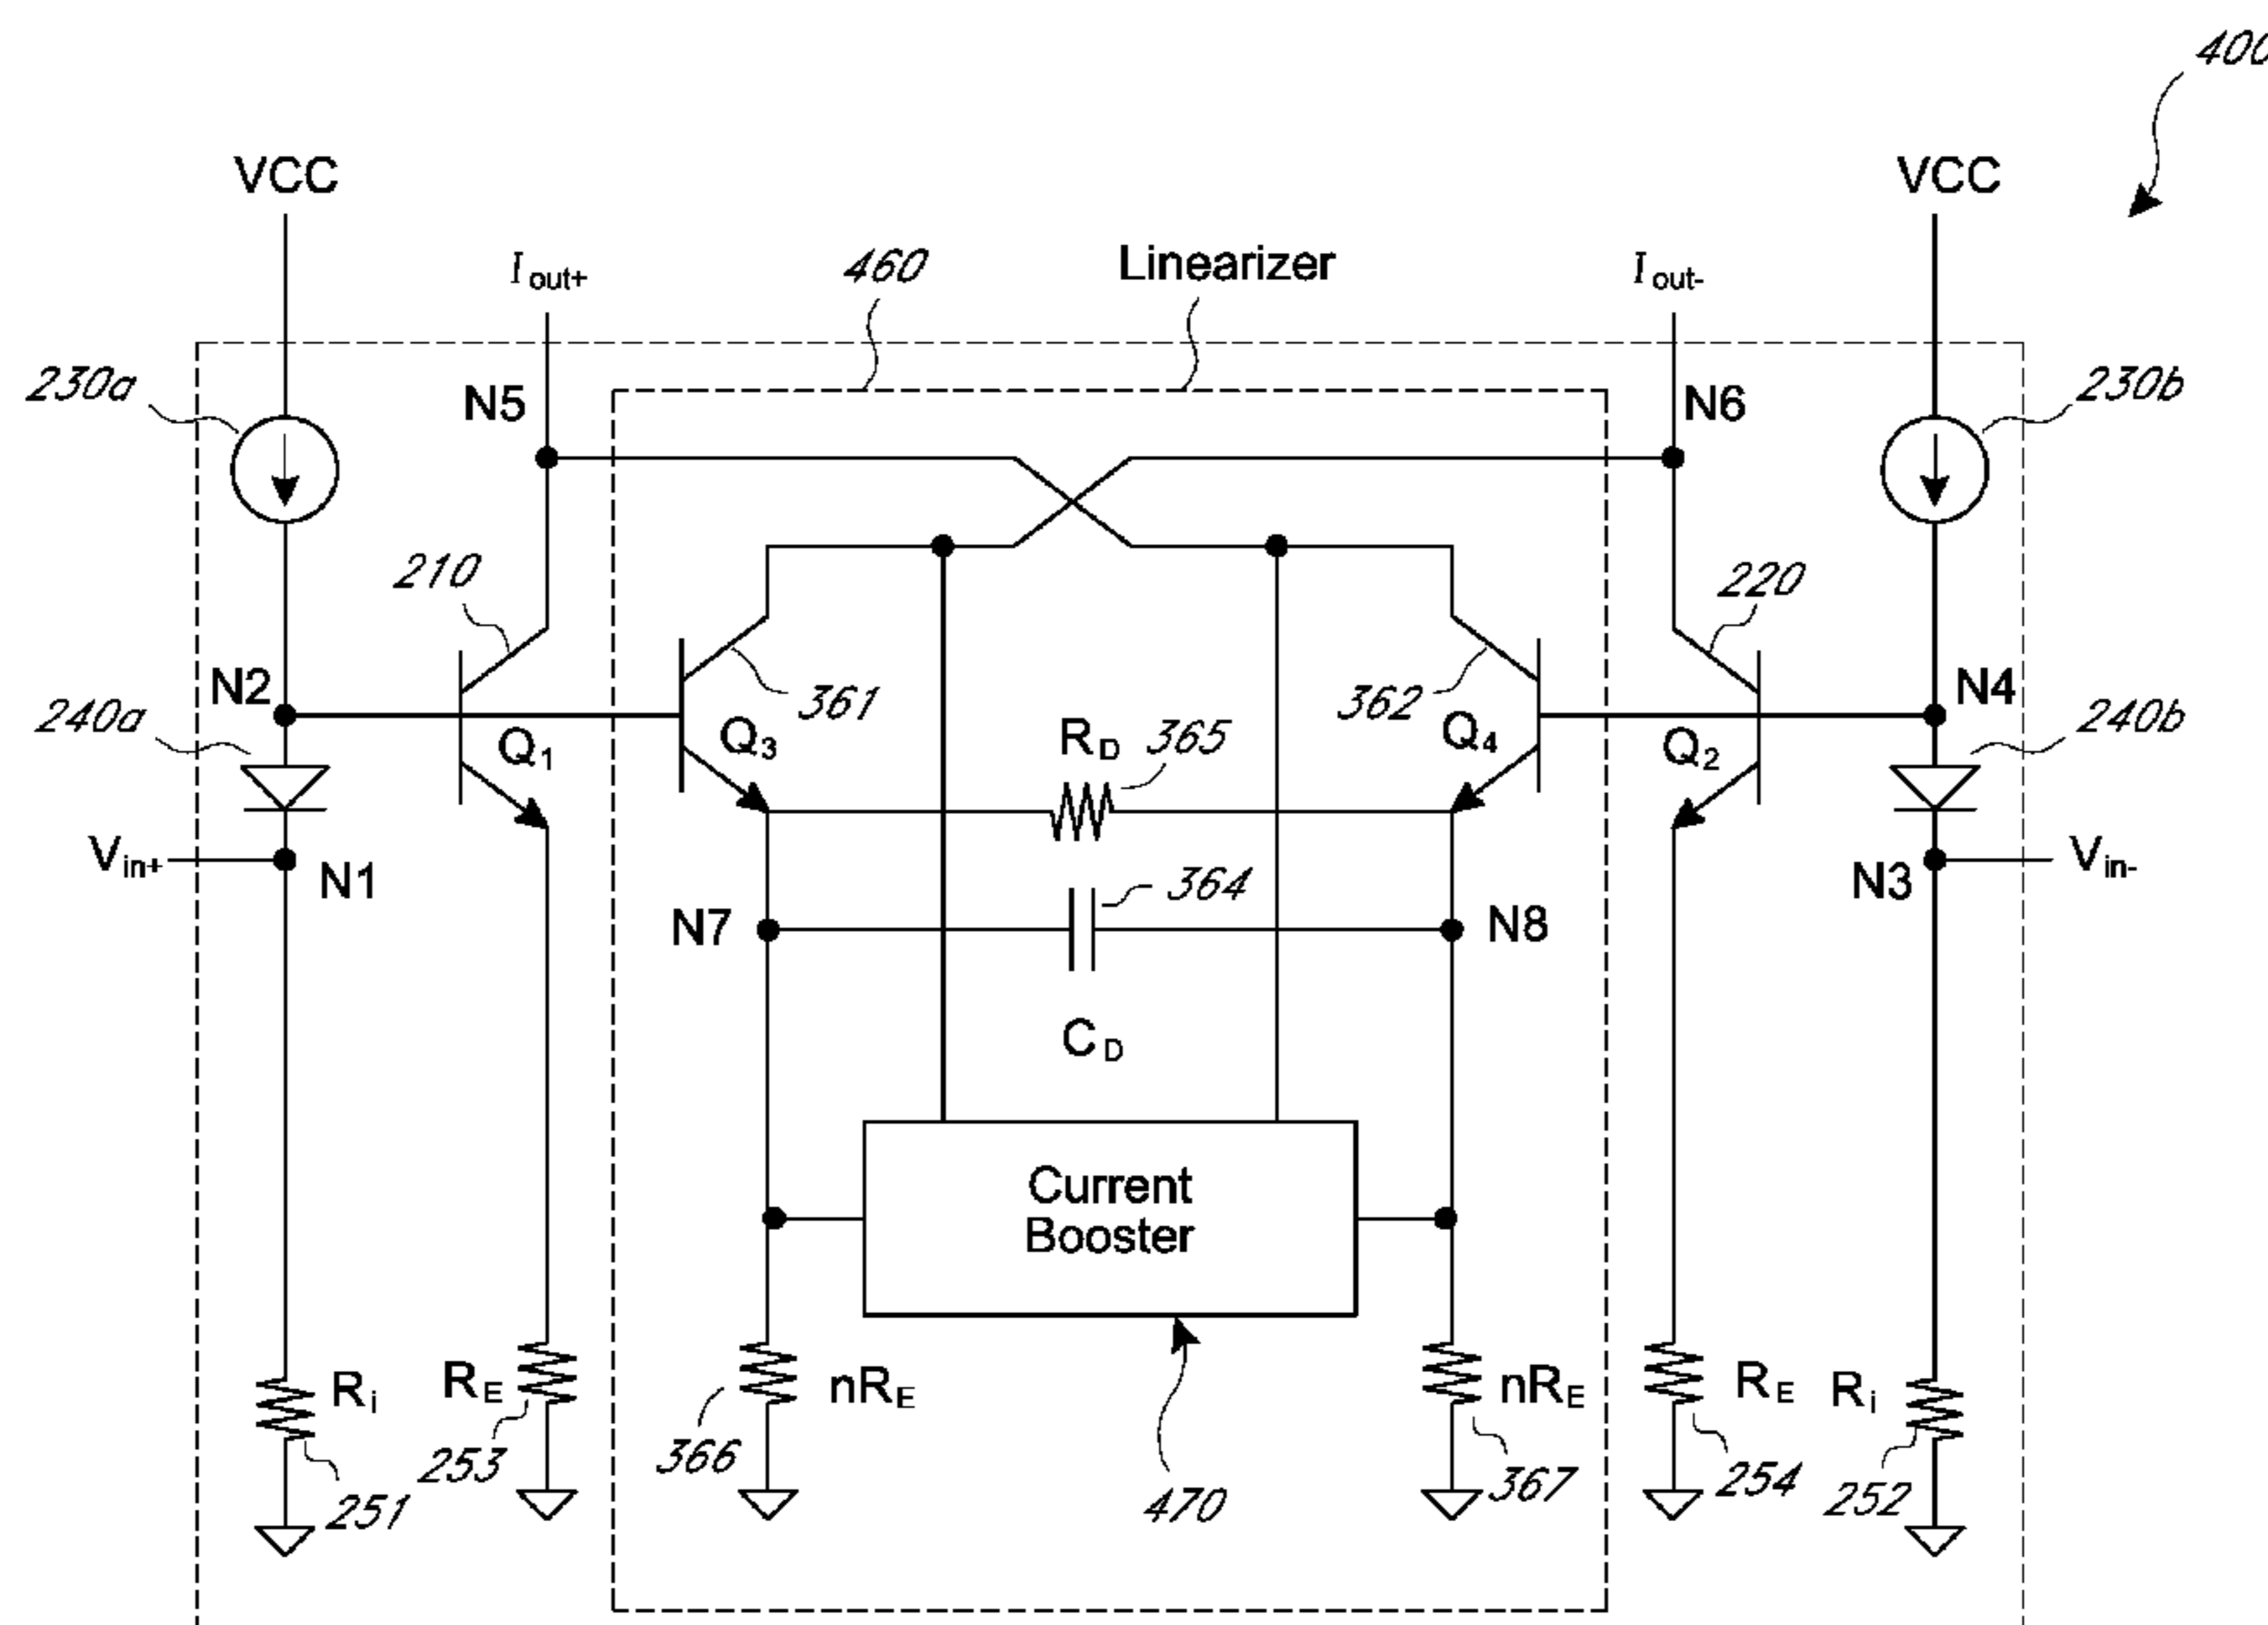 400
VCC
VCC
Iout+
460
Linearizer
Iout-
230a
N5
N6
230b
210
220
N2
N4
240a
361
362
240b
Q1
Q3
RD
365
Q4
Q2
Vin+
N1
364
N3
Vin-
N7
N8
CD
Current
Booster
Ri
RE
nRE
nRE
RE
Ri
253
366
367
254
252
251
470